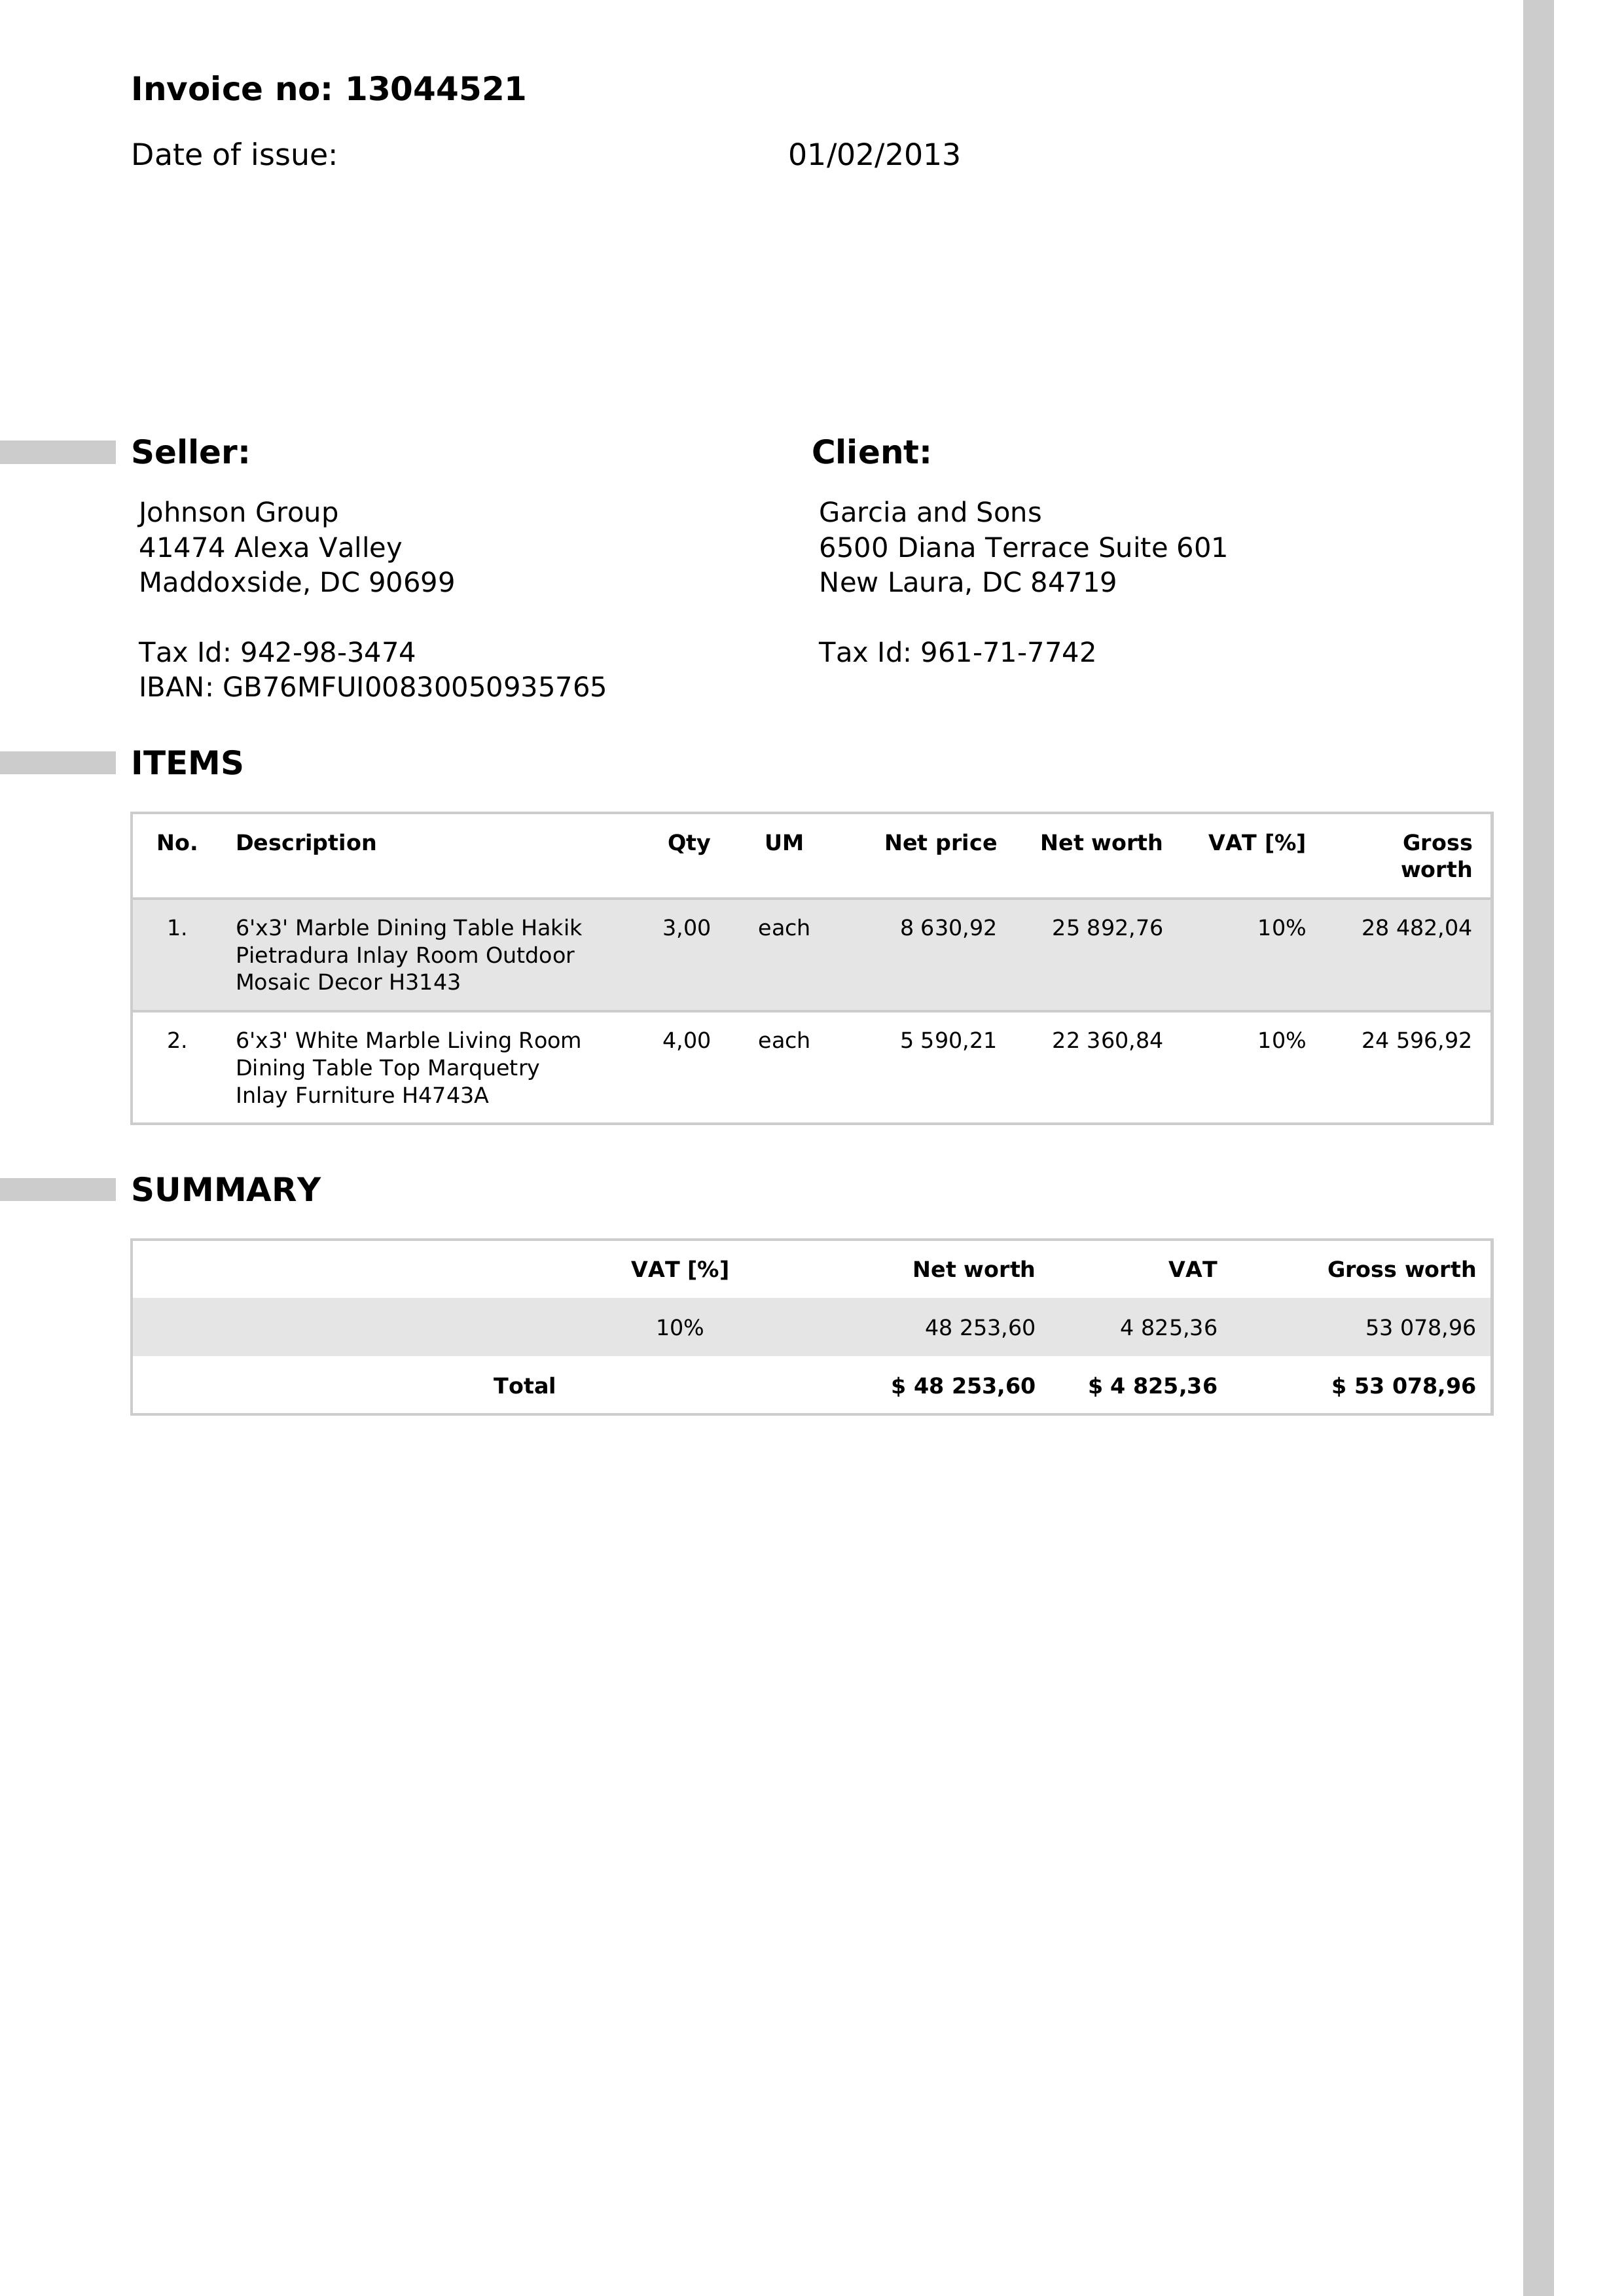 Invoice no: 13044521
Date of issue: 01/02/2013
Seller:
Johnson Group
41474 Alexa Valley
Maddoxside, DC 90699
Tax Id: 942-98-3474
IBAN: GB76MFUI00830050935765
Client:
Garcia and Sons
6500 Diana Terrace Suite 601
New Laura, DC 84719
Tax Id: 961-71-7742
ITEMS
No. Description Qty UM Net price Net worth VAT [%] Gross
worth
1. 6'x3' Marble Dining Table Hakik 3,00 each 8 630,92 25 892,76 10% 28 482,04
Pietradura Inlay Room Outdoor
Mosaic Decor H3143
2. 6'x3' White Marble Living Room 4,00 each 5 590,21 22 360,84 10% 24 596,92
Dining Table Top Marquetry
Inlay Furniture H4743A
SUMMARY
VAT [%] Net worth VAT Gross worth
10% 48 253,60 4 825,36 53 078,96
Total $ 48 253,60 $ 4 825,36 $ 53 078,96